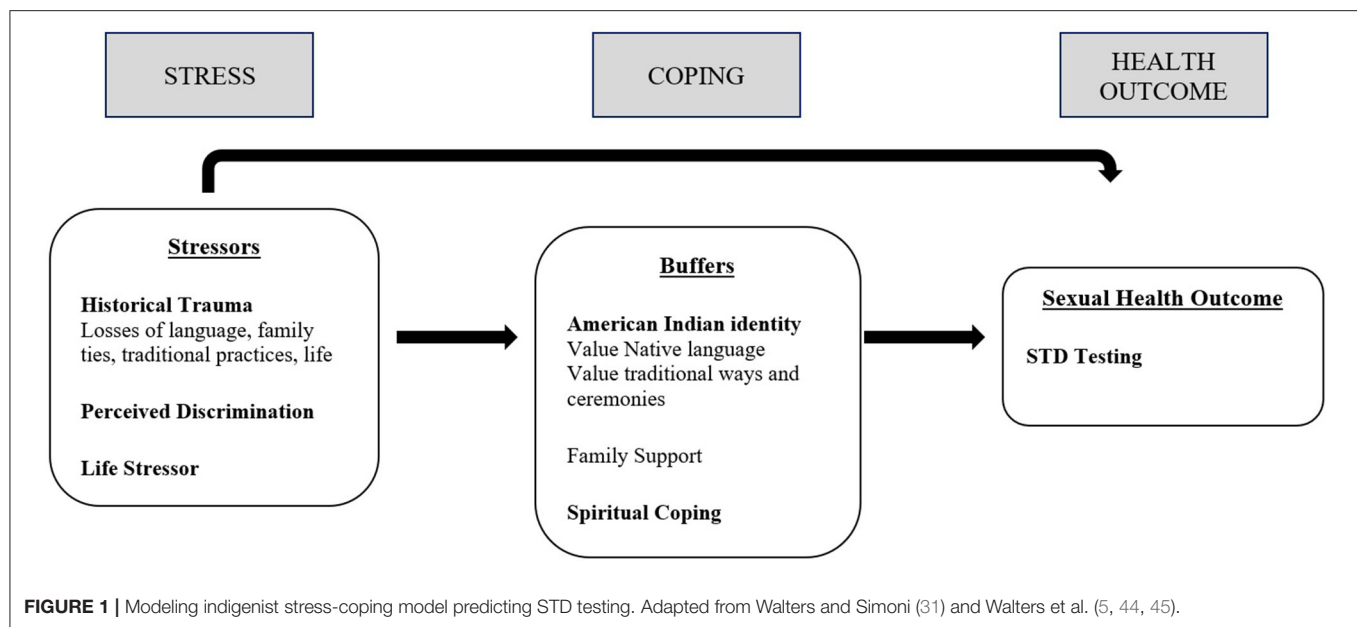 STRESS
COPING
HEALTH
OUTCOME
Stressors
Historical Trauma
Losses of language, family
ties, traditional practices, life
Perceived Discrimination
Life Stressor
Buffers
American Indian identity
Value Native language
Value traditional ways and
ceremonies
Family Support
Spiritual Coping
Sexual Health Outcome
STD Testing
FIGURE 1 | Modeling indigenist stress-coping model predicting STD testing. Adapted from Walters and Simoni (31) and Walters et al. (5, 44, 45).